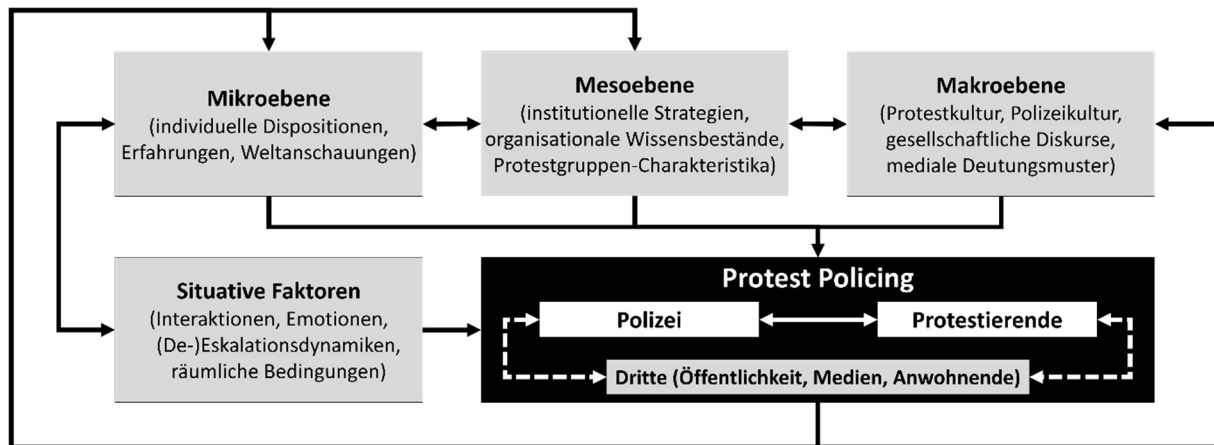 Mikroebene
(individuelle Dispositionen,
Erfahrungen, Weltanschauungen)
Mesoebene
(institutionelle Strategien,
organisationale Wissensbestände,
Protestgruppen-Charakteristika)
Makroebene
(Protestkultur, Polizeikultur,
gesellschaftliche Diskurse,
mediale Deutungsmuster)
Situative Faktoren
(Interaktionen, Emotionen,
(De-)Eskalationsdynamiken,
räumliche Bedingungen)
Protest Policing
Polizei
Protestierende
Dritte (Öffentlichkeit, Medien, Anwohnende)